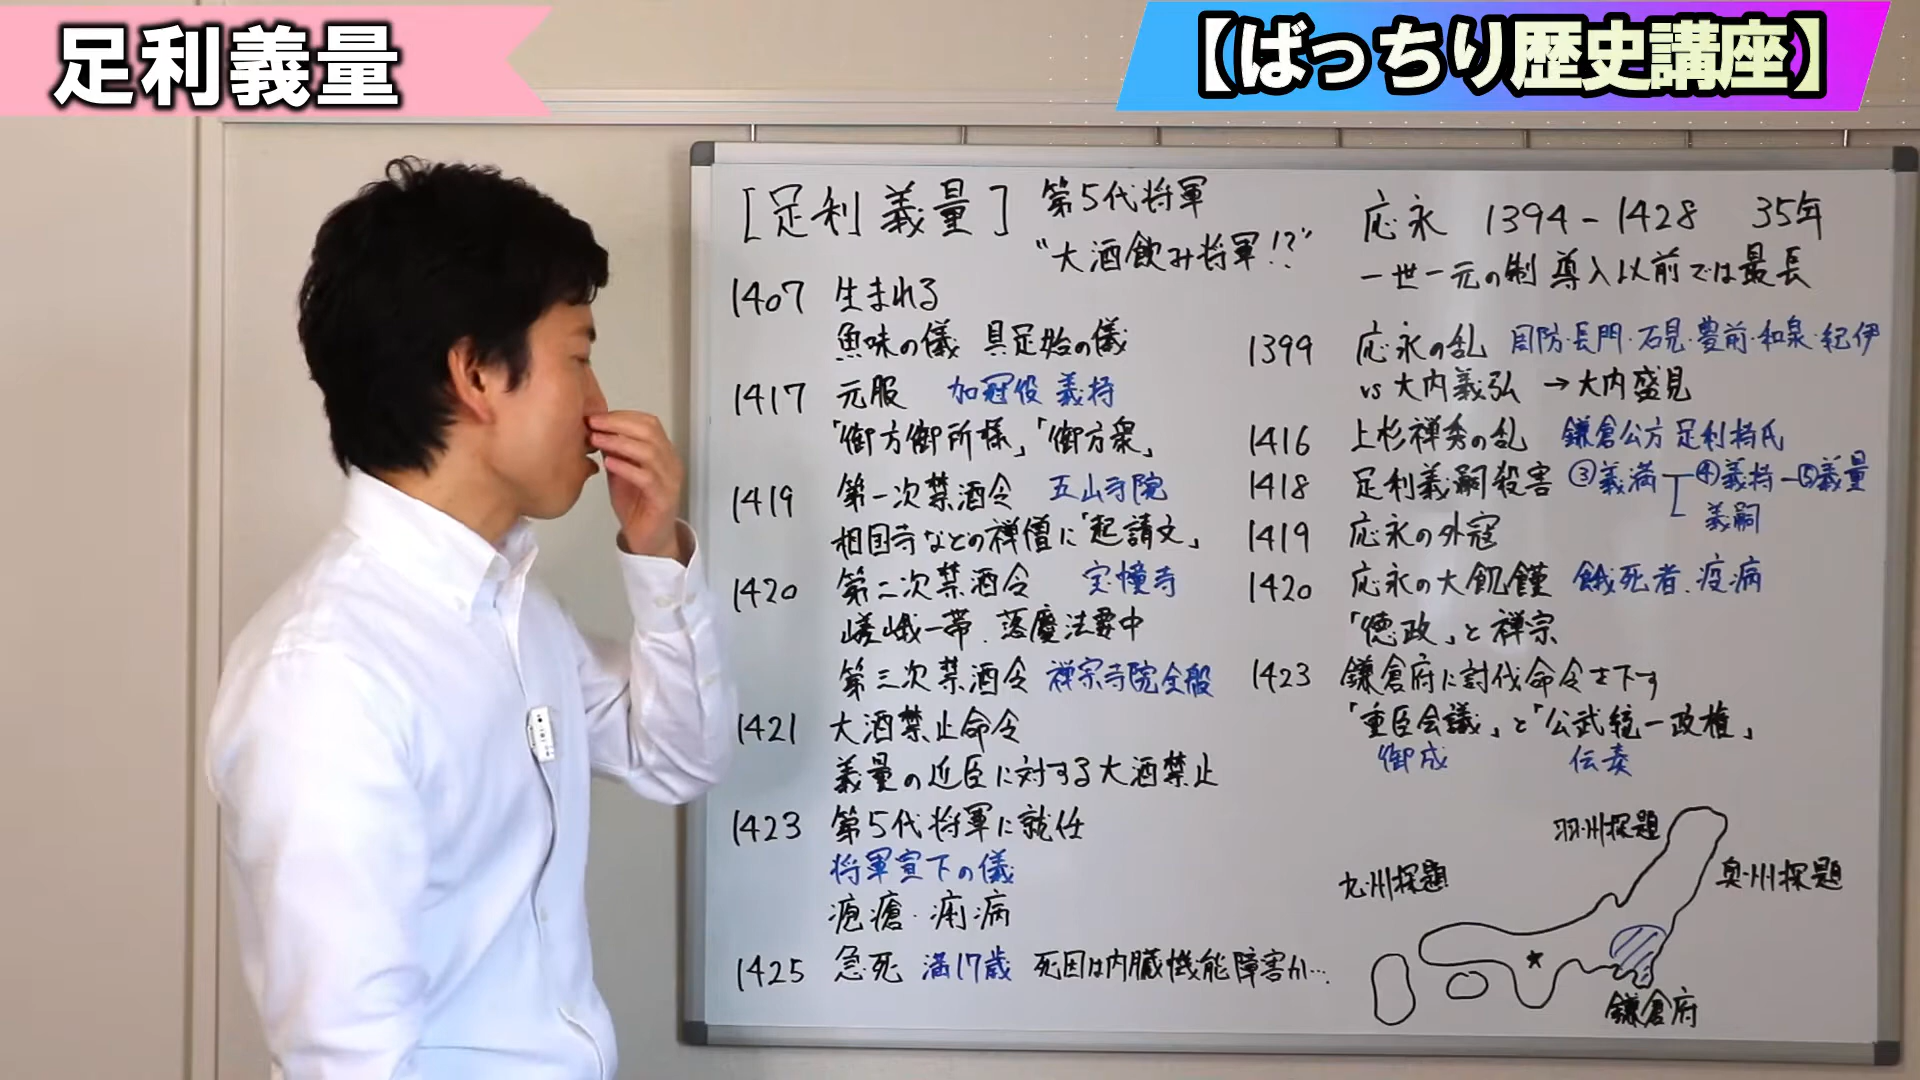 足利義量
【ばっちり歴史講座】
[足利義量] 第5代将軍
"大酒飲み将軍!?"
1407 生まれる
魚味の儀 具足始の儀
1417 元服 加冠役 義持
「御方御所様」「御方衆」
1419 第一次禁酒令 五山寺院
相国寺などの禅僧に「起請文」
1420 第二次禁酒令 宝幢寺
嵯峨一帯.落慶法要中
第三次禁酒令 禅宗寺院全般
1421 大酒禁止命令
義量の近臣に対する大酒禁止
1423 第5代将軍に就任
将軍宣下の儀
疱瘡・痢病
1425 急死 満17歳 死因は内臓機能障害か…
応永 1394-1428 35年
一世一元の制 導入以前では最長
1399 応永の乱 周防・長門・石見・豊前・和泉・紀伊
vs 大内義弘 → 大内盛見
1416 上杉禅秀の乱 鎌倉公方 足利持氏
1418 足利義嗣殺害 ③義満 ④義持 - ⑤義量
義嗣
1419 応永の外寇
1420 応永の大飢饉 餓死者.疫病
「徳政」と禅宗
1423 鎌倉府に討伐命令を下す
「重臣会議」と「公武統一政権」
御成 伝奏
羽州探題
九州探題 奥州探題
鎌倉府